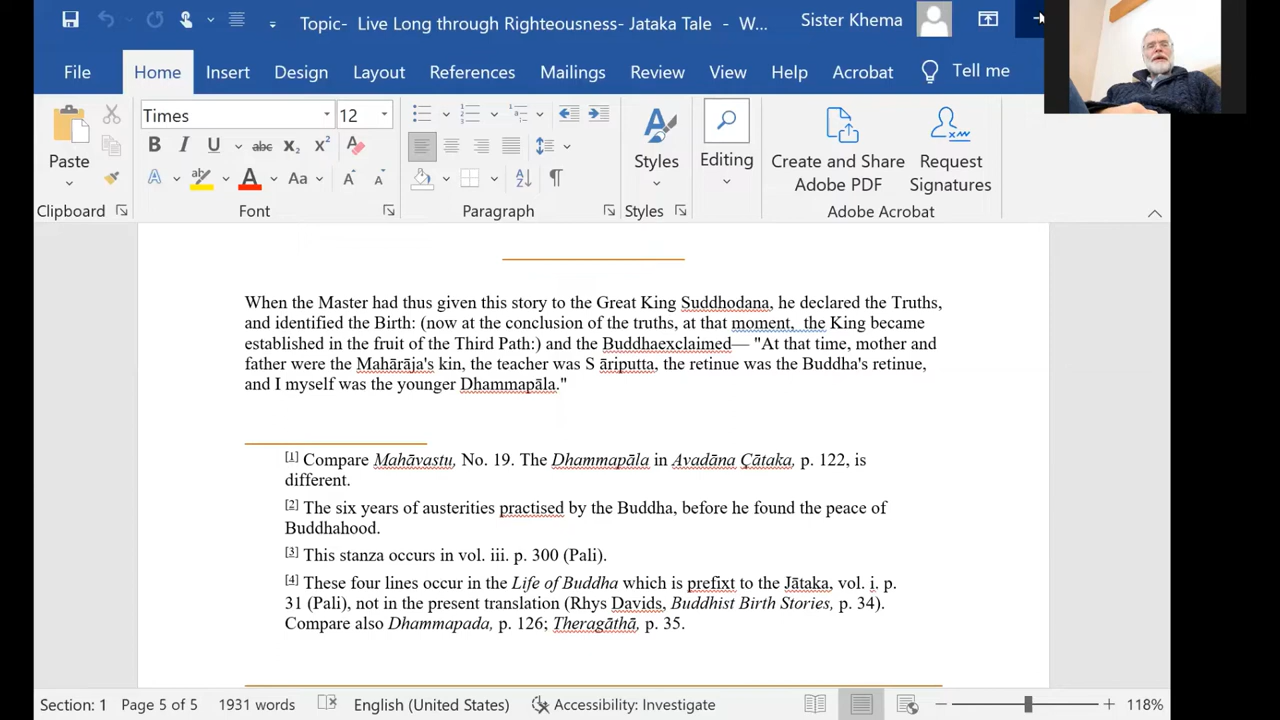 Topic- Live Long through Righteousness- Jataka Tale - W...
Sister Khema
File Home Insert Design Layout References Mailings Review View Help Acrobat Tell me
Times 12
Paste
B I U abc x₂ x²
A A Aa A A
Styles
Editing
Create and Share
Adobe PDF
Request
Signatures
Clipboard Font Paragraph Styles Adobe Acrobat
When the Master had thus given this story to the Great King Suddhodana, he declared the Truths,
and identified the Birth: (now at the conclusion of the truths, at that moment, the King became
established in the fruit of the Third Path:) and the Buddhaexclaimed— "At that time, mother and
father were the Mahārāja's kin, the teacher was S āriputta, the retinue was the Buddha's retinue,
and I myself was the younger Dhammapāla."
[1] Compare Mahāvastu, No. 19. The Dhammapāla in Avadāna Çātaka, p. 122, is
different.
[2] The six years of austerities practised by the Buddha, before he found the peace of
Buddhahood.
[3] This stanza occurs in vol. iii. p. 300 (Pali).
[4] These four lines occur in the Life of Buddha which is prefixt to the Jātaka, vol. i. p.
31 (Pali), not in the present translation (Rhys Davids, Buddhist Birth Stories, p. 34).
Compare also Dhammapada, p. 126; Theragāthā, p. 35.
Section: 1 Page 5 of 5 1931 words English (United States) Accessibility: Investigate 118%